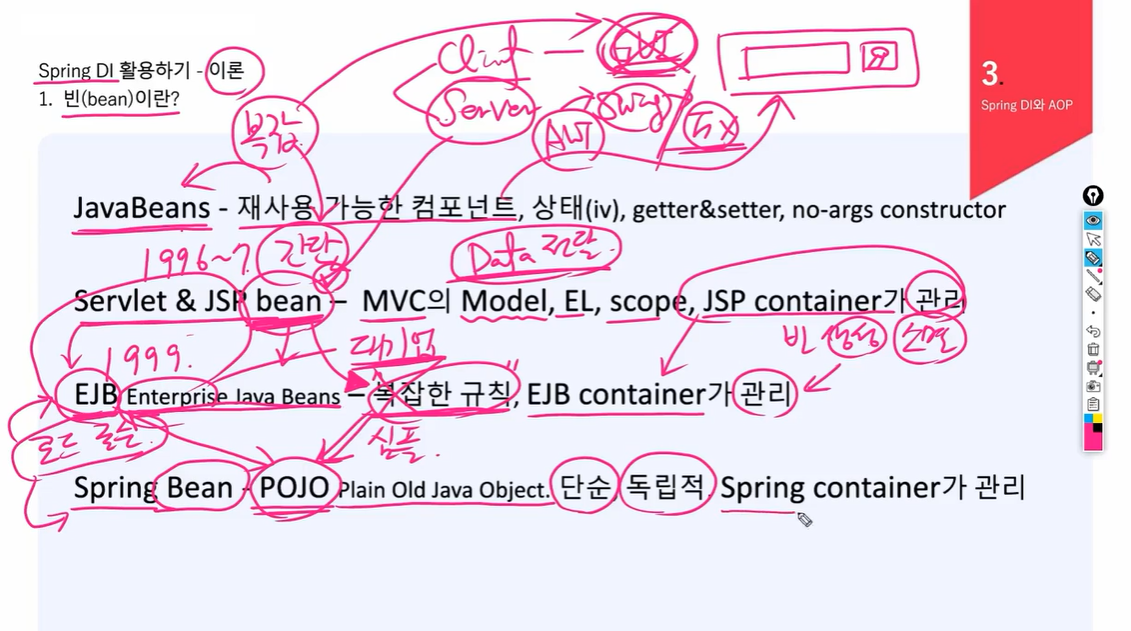 Client
GUI
Spring DI 활용하기 - 이론
3.
1. 빈(bean)이란?
Server
Swing
Spring DI와 AOP
복잡
AWT
JavaBeans - 재사용 가능한 컴포넌트, 상태(iv), getter&setter, no-args constructor
1996~7
간단
Data 전달
Servlet & JSP bean – MVC의 Model, EL, scope, JSP container가 관리
1999.
대기업
빈 생성 소멸
EJB Enterprise Java Beans – 복잡한 규칙, EJB container가 관리
로드 존슨.
심플.
Spring Bean - POJO Plain Old Java Object. 단순, 독립적, Spring container가 관리